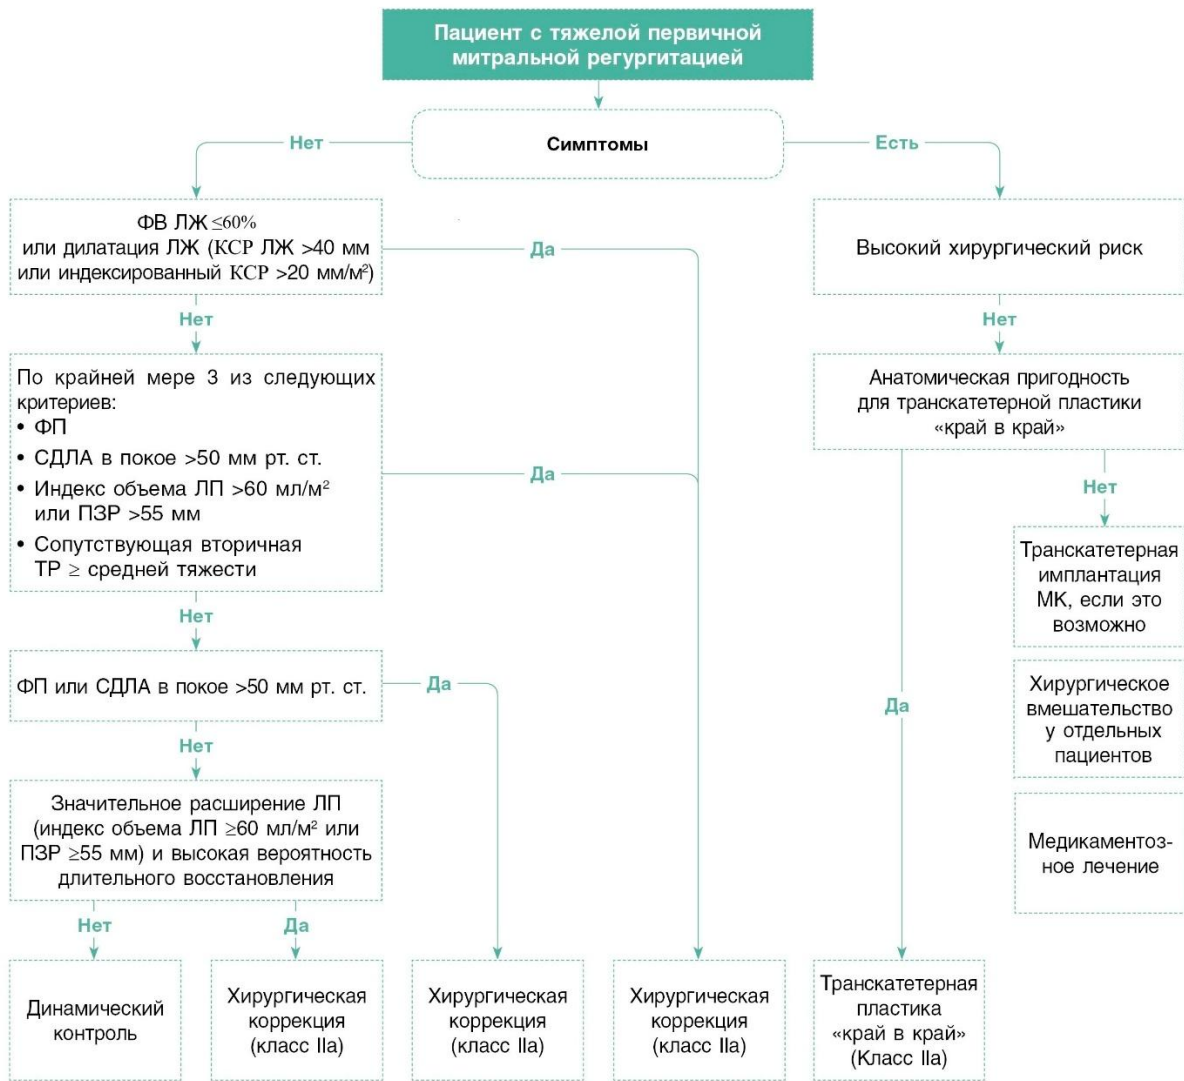 Пациент с тяжелой первичной
митральной регургитацией
Симптомы
Нет
Есть
ФВ ЛЖ ≤60%
или дилатация ЛЖ (КСР ЛЖ >40 мм
или индексированный КСР >20 мм/м²)
Да
Высокий хирургический риск
Нет
Нет
По крайней мере 3 из следующих
критериев:
• ФП
• СДЛА в покое >50 мм рт. ст.
• Индекс объема ЛП >60 мл/м²
или ПЗР >55 мм
• Сопутствующая вторичная
ТР ≥ средней тяжести
Да
Анатомическая пригодность
для транскатетерной пластики
«край в край»
Нет
Транскатетерная
имплантация
МК, если это
возможно
Нет
ФП или СДЛА в покое >50 мм рт. ст.
Да
Да
Хирургическое
вмешательство
у отдельных
пациентов
Нет
Значительное расширение ЛП
(индекс объема ЛП ≥60 мл/м² или
ПЗР ≥55 мм) и высокая вероятность
длительного восстановления
Медикаментоз-
ное лечение
Нет
Да
Динамический
контроль
Хирургическая
коррекция
(класс IIa)
Хирургическая
коррекция
(класс IIa)
Хирургическая
коррекция
(класс IIa)
Транскатетерная
пластика
«край в край»
(Класс IIa)